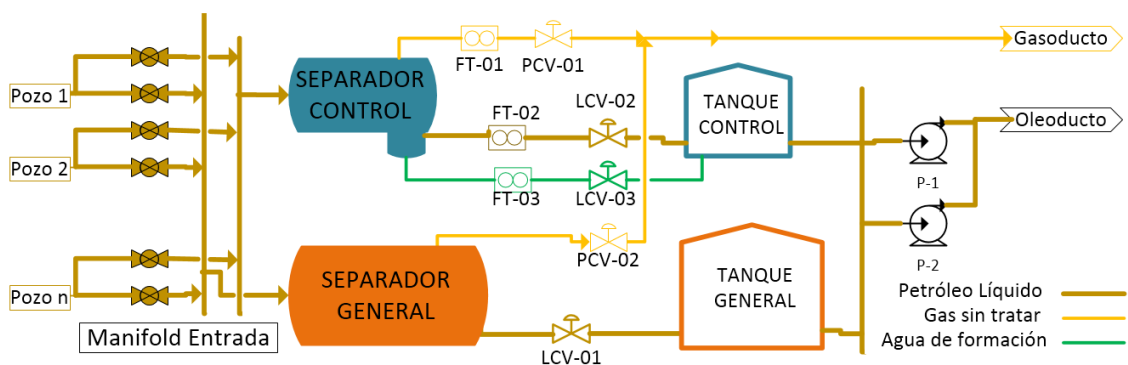 Pozo 1
Pozo 2
Pozo n
Manifold Entrada
SEPARADOR
CONTROL
FT-01
PCV-01
FT-02
LCV-02
FT-03
LCV-03
TANQUE
CONTROL
Gasoducto
Oleoducto
P-1
P-2
SEPARADOR
GENERAL
PCV-02
LCV-01
TANQUE
GENERAL
Petróleo Líquido
Gas sin tratar
Agua de formación